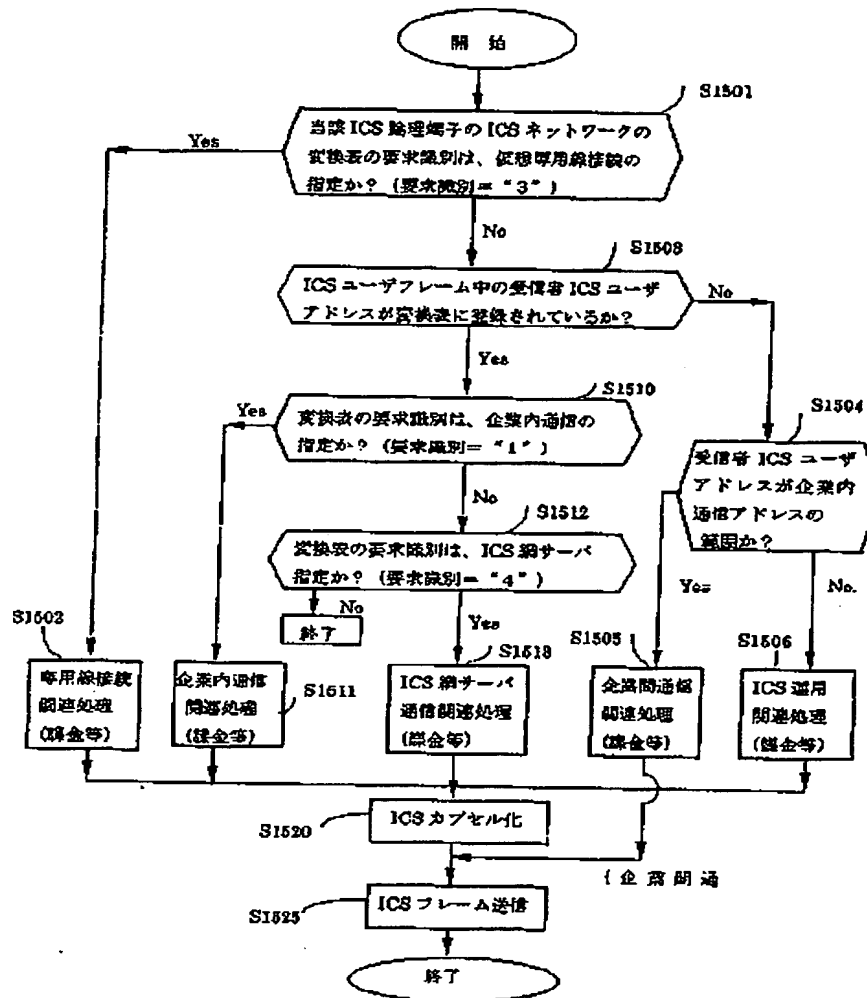 開始
S1501
当該ICS論理端子のICSネットワークの
変換表の要求識別は、仮想専用線接続の
指定か？(要求識別=“3”)
Yes
No
S1503
ICSユーザフレーム中の受信者ICSユーザ
アドレスが変換表に登録されているか？
No
Yes
S1510
変換表の要求識別は、企業内通信の
指定か？(要求識別=“1”)
Yes
No
S1504
受信者ICSユーザ
アドレスが企業内
通信アドレスの
範囲か？
Yes
No.
S1512
変換表の要求識別は、ICS網サーバ
指定か？(要求識別=“4”)
No
終了
Yes
S1502
専用線接続
関連処理
(課金等)
企業内通信
関連処理
(課金等)
S1511
S1513
ICS網サーバ
通信関連処理
(課金等)
S1505
企業間通信
関連処理
(課金等)
S1506
ICS運用
関連処理
(課金等)
S1520
ICSカプセル化
(企業間通
S1525
ICSフレーム送信
終了